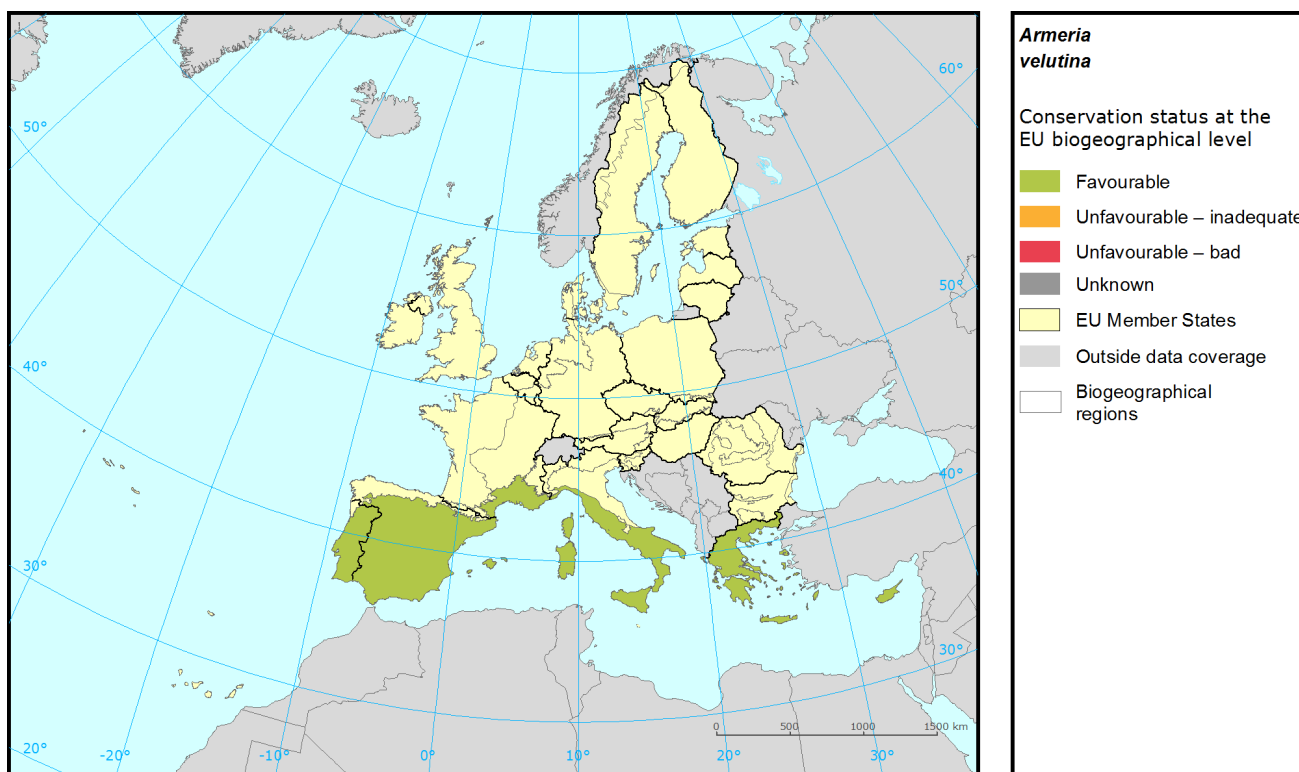 Armeria
velutina
Conservation status at the
EU biogeographical level
Favourable
Unfavourable – inadequate
Unfavourable – bad
Unknown
EU Member States
Outside data coverage
Biogeographical
regions
60°
50°
50°
40°
40°
30°
30°
20°
-20°
-10°
0°
10°
20°
30°
0 500 1000 1500 km